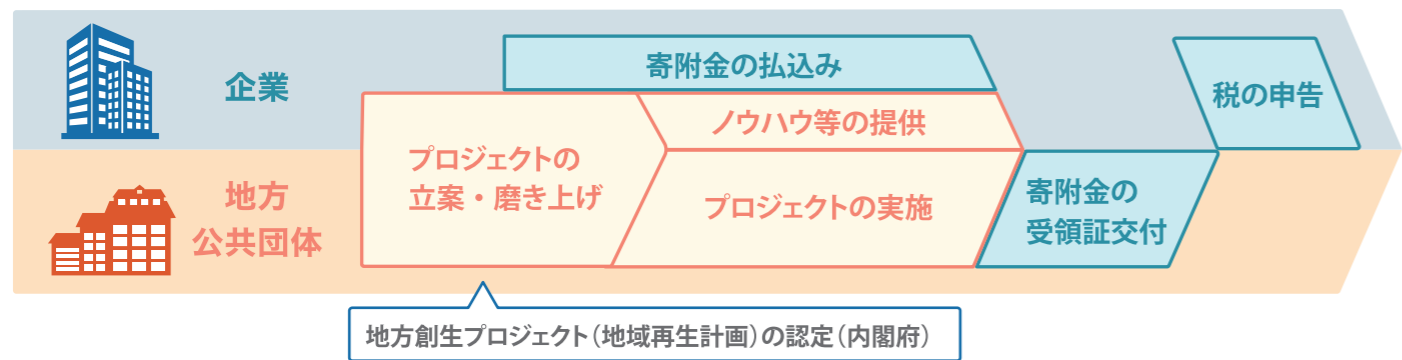 企業
寄附金の払込み
税の申告
ノウハウ等の提供
プロジェクトの
立案・磨き上げ
地方
公共団体
プロジェクトの実施
寄附金の
受領証交付
地方創生プロジェクト（地域再生計画）の認定（内閣府）